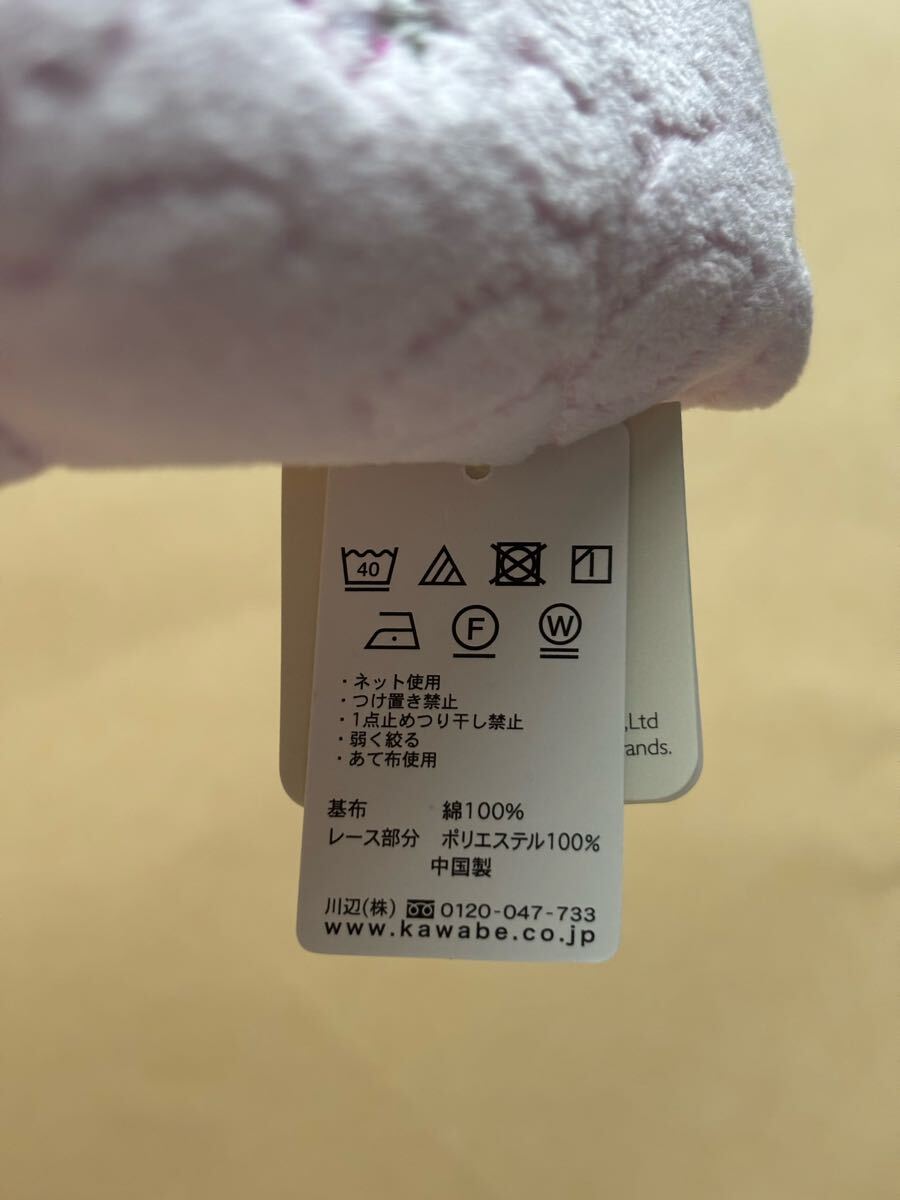 40
F W
・ネット使用
・つけ置き禁止
・1点止めつり干し禁止
・弱く絞る
・あて布使用
基布 綿100%
レース部分 ポリエステル100%
中国製
川辺(株) 0120-047-733
www.kawabe.co.jp
,Ltd
ands.